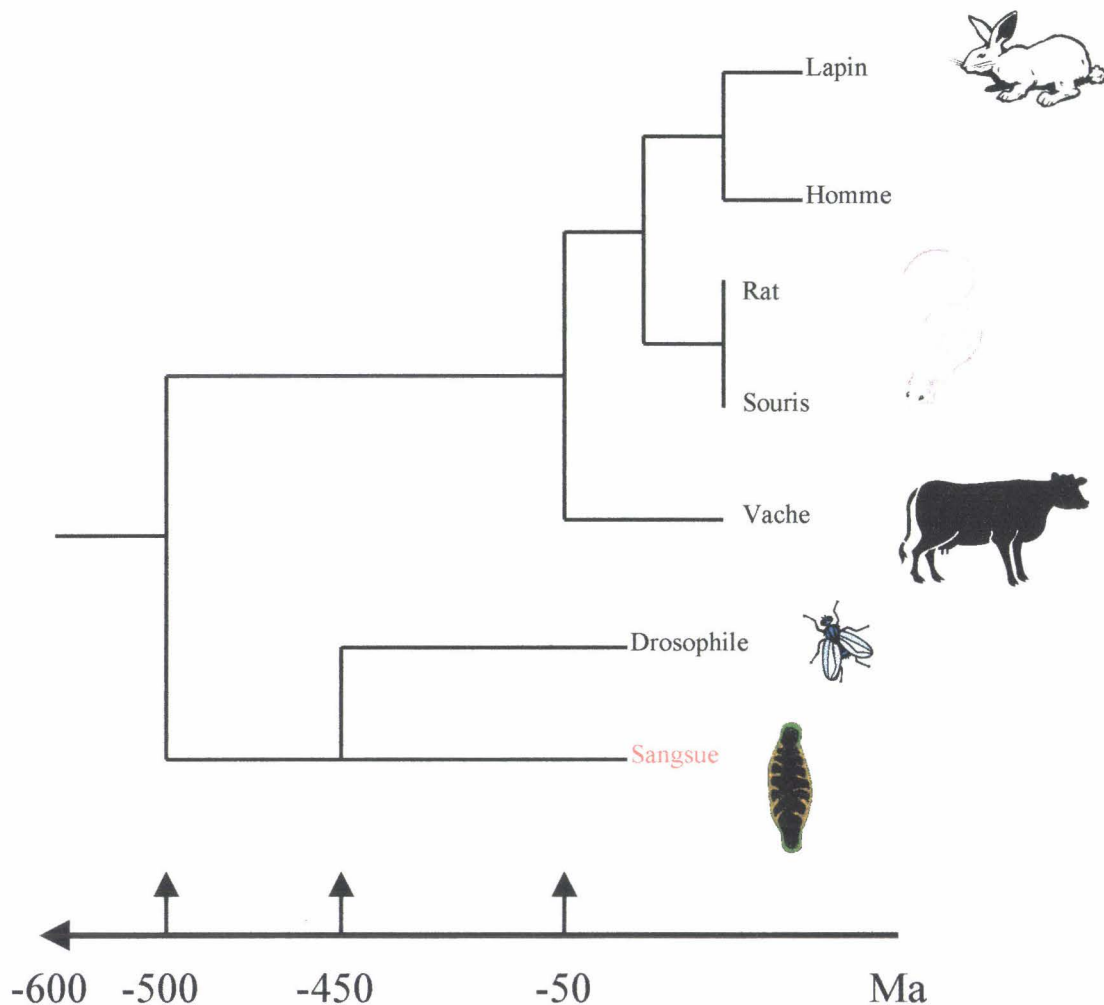 Lapin
Homme
Rat
Souris
Vache
Drosophile
Sangsue
-600 -500 -450 -50 Ma